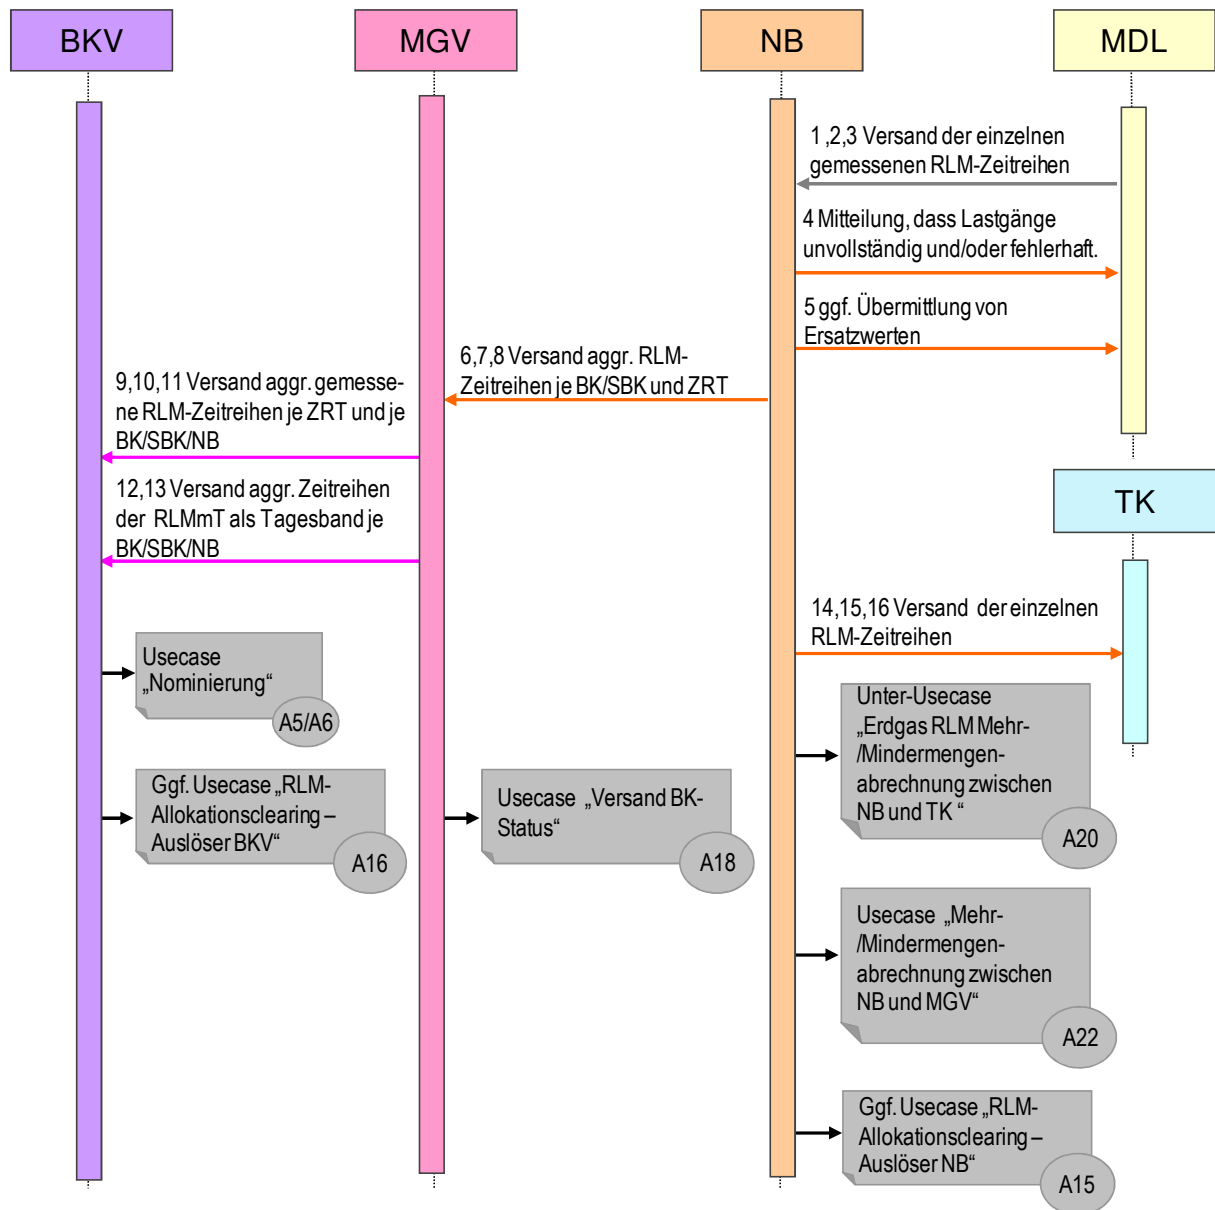 BKV
MGV
NB
MDL
1 ,2,3 Versand der einzelnen
gemessenen RLM-Zeitreihen
4 Mitteilung, dass Lastgänge
unvollständig und/oder fehlerhaft.
5 ggf. Übermittlung von
Ersatzwerten
6,7,8 Versand aggr. RLM-
Zeitreihen je BK/SBK und ZRT
9,10,11 Versand aggr. gemesse-
ne RLM-Zeitreihen je ZRT und je
BK/SBK/NB
12,13 Versand aggr. Zeitreihen
der RLMmT als Tagesband je
BK/SBK/NB
TK
14,15,16 Versand der einzelnen
RLM-Zeitreihen
Usecase
„Nominierung“
A5/A6
Ggf. Usecase „RLM-
Allokationsclearing –
Auslöser BKV“
A16
Usecase „Versand BK-
Status“
A18
Unter-Usecase
„Erdgas RLM Mehr-
/Mindermengen-
abrechnung zwischen
NB und TK “
A20
Usecase „Mehr-
/Mindermengen-
abrechnung zwischen
NB und MGV“
A22
Ggf. Usecase „RLM-
Allokationsclearing –
Auslöser NB“
A15